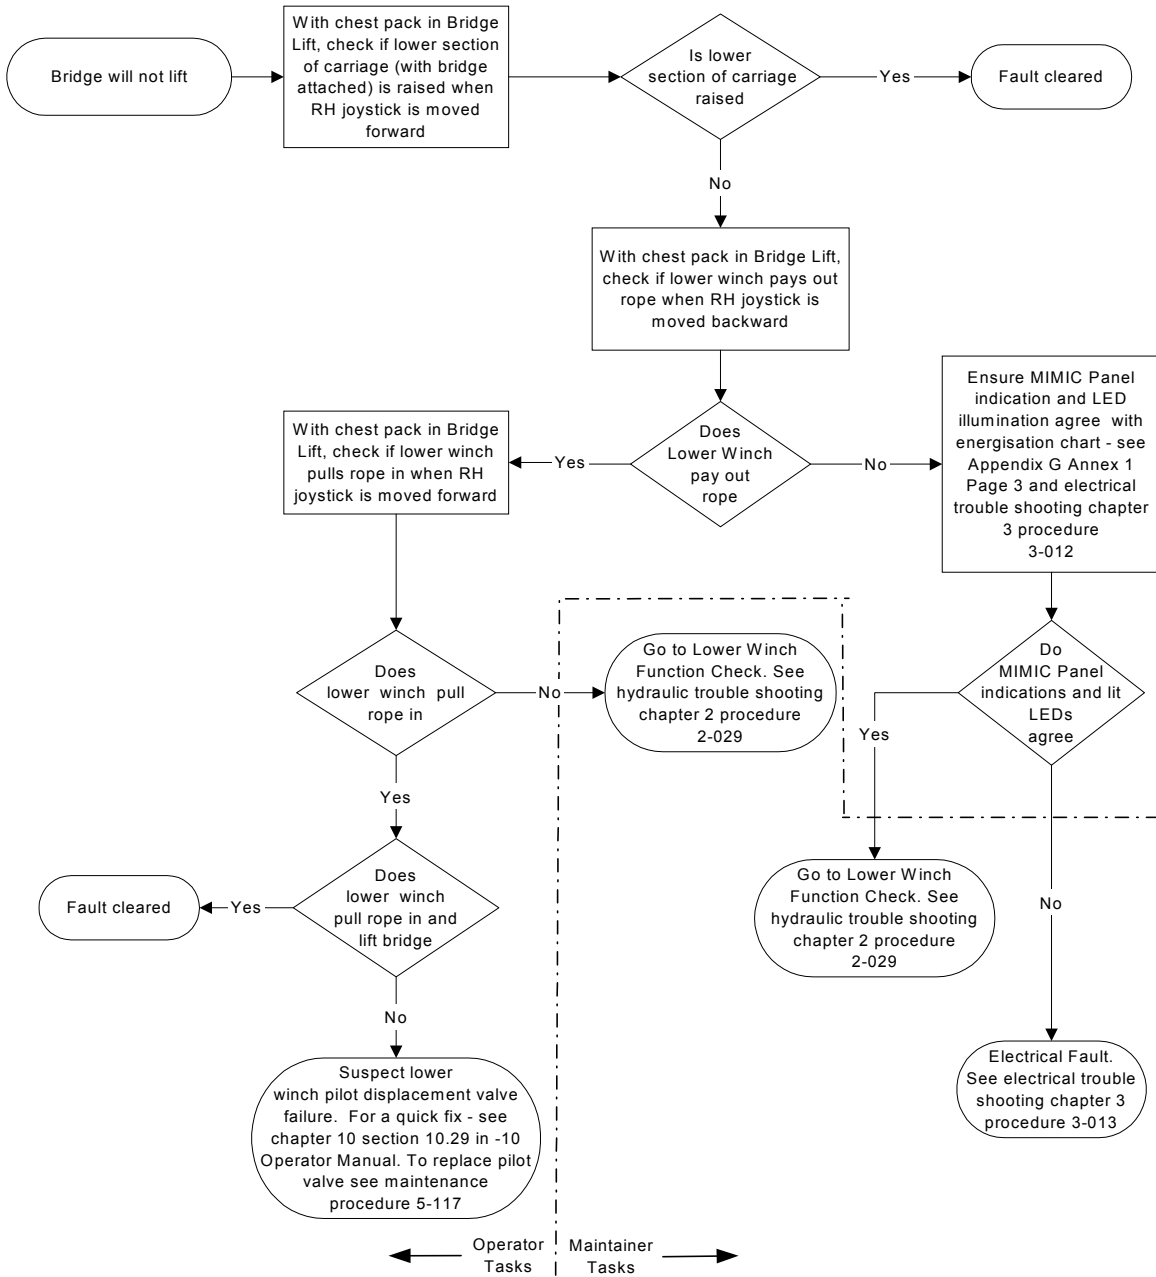 Bridge will not lift
With chest pack in Bridge
Lift, check if lower section
of carriage (with bridge
attached) is raised when
RH joystick is moved
forward
Is lower
section of carriage
raised
Yes
Fault cleared
No
With chest pack in Bridge Lift,
check if lower winch pays out
rope when RH joystick is
moved backward
Does
Lower Winch
pay out
rope
Yes
With chest pack in Bridge
Lift, check if lower winch
pulls rope in when RH
joystick is moved forward
No
Ensure MIMIC Panel
indication and LED
illumination agree with
energisation chart - see
Appendix G Annex 1
Page 3 and electrical
trouble shooting chapter
3 procedure
3-012
Does
lower winch pull
rope in
No
Go to Lower Winch
Function Check. See
hydraulic trouble shooting
chapter 2 procedure
2-029
Do
MIMIC Panel
indications and lit
LEDs
agree
Yes
Yes
Does
lower winch
pull rope in and
lift bridge
Yes
Fault cleared
Go to Lower Winch
Function Check. See
hydraulic trouble shooting
chapter 2 procedure
2-029
No
No
Suspect lower
winch pilot displacement valve
failure. For a quick fix - see
chapter 10 section 10.29 in -10
Operator Manual. To replace pilot
valve see maintenance
procedure 5-117
Electrical Fault.
See electrical trouble
shooting chapter 3
procedure 3-013
Operator
Tasks
Maintainer
Tasks